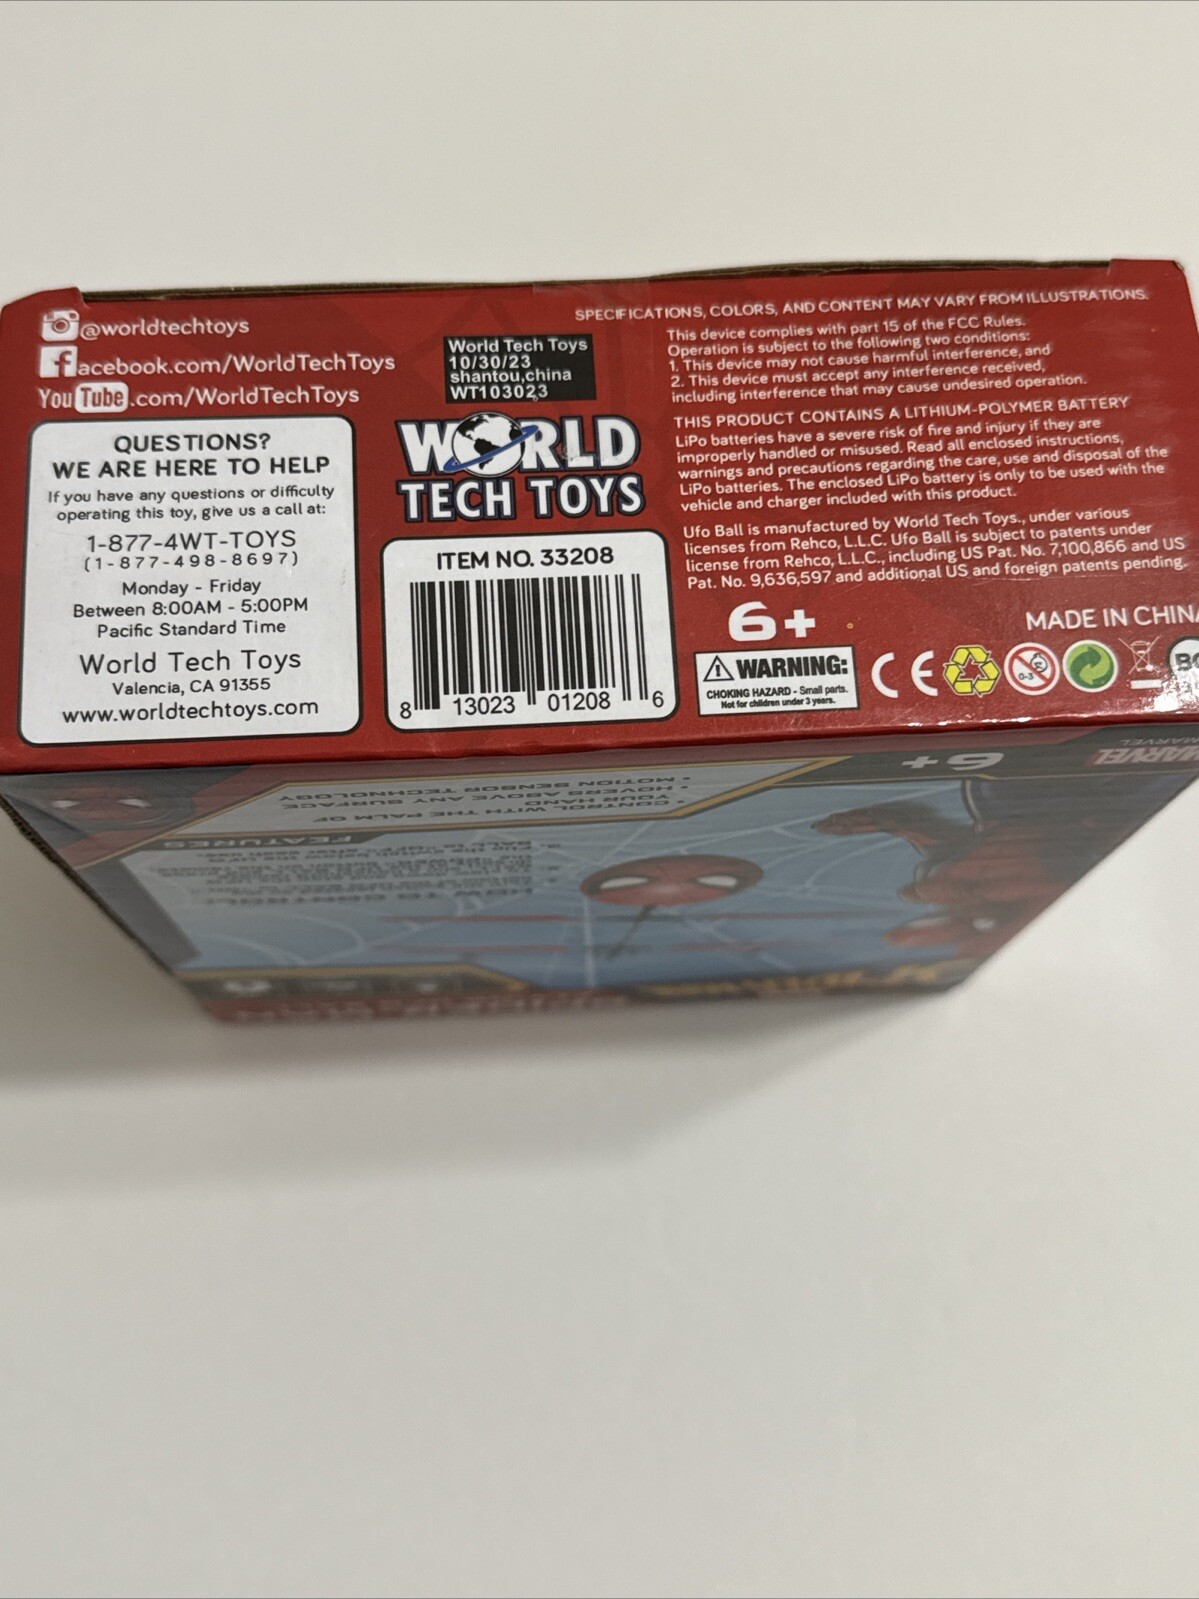 @worldtechtoys
facebook.com/WorldTechToys
YouTube.com/WorldTechToys
QUESTIONS?
WE ARE HERE TO HELP
If you have any questions or difficulty
operating this toy, give us a call at:
1-877-4WT-TOYS
(1-877-498-8697)
Monday - Friday
Between 8:00AM - 5:00PM
Pacific Standard Time
World Tech Toys
Valencia, CA 91355
www.worldtechtoys.com
World Tech Toys
10/30/23
shantou,china
WT103023
WORLD
TECH TOYS
ITEM NO. 33208
8 13023 01208 6
SPECIFICATIONS, COLORS, AND CONTENT MAY VARY FROM ILLUSTRATIONS.
This device complies with part 15 of the FCC Rules.
Operation is subject to the following two conditions:
1. This device may not cause harmful interference, and
2. This device must accept any interference received,
including interference that may cause undesired operation.
THIS PRODUCT CONTAINS A LITHIUM-POLYMER BATTERY
LiPo batteries have a severe risk of fire and injury if they are
improperly handled or misused. Read all enclosed instructions,
warnings and precautions regarding the care, use and disposal of the
LiPo batteries. The enclosed LiPo battery is only to be used with the
vehicle and charger included with this product.
Ufo Ball is manufactured by World Tech Toys., under various
licenses from Rehco, L.L.C. Ufo Ball is subject to patents under
license from Rehco, L.L.C., including US Pat. No. 7,100,866 and US
Pat. No. 9,636,597 and additional US and foreign patents pending.
6+
MADE IN CHINA
WARNING:
CHOKING HAZARD - Small parts.
Not for children under 3 years.
CE
0-3
BC
MARVEL
6+
FEATURES
• CONTROL WITH THE PALM OF
YOUR HAND
• HOVERS ABOVE ANY SURFACE
• MOTION SENSOR TECHNOLOGY
HOW TO CONTROL: